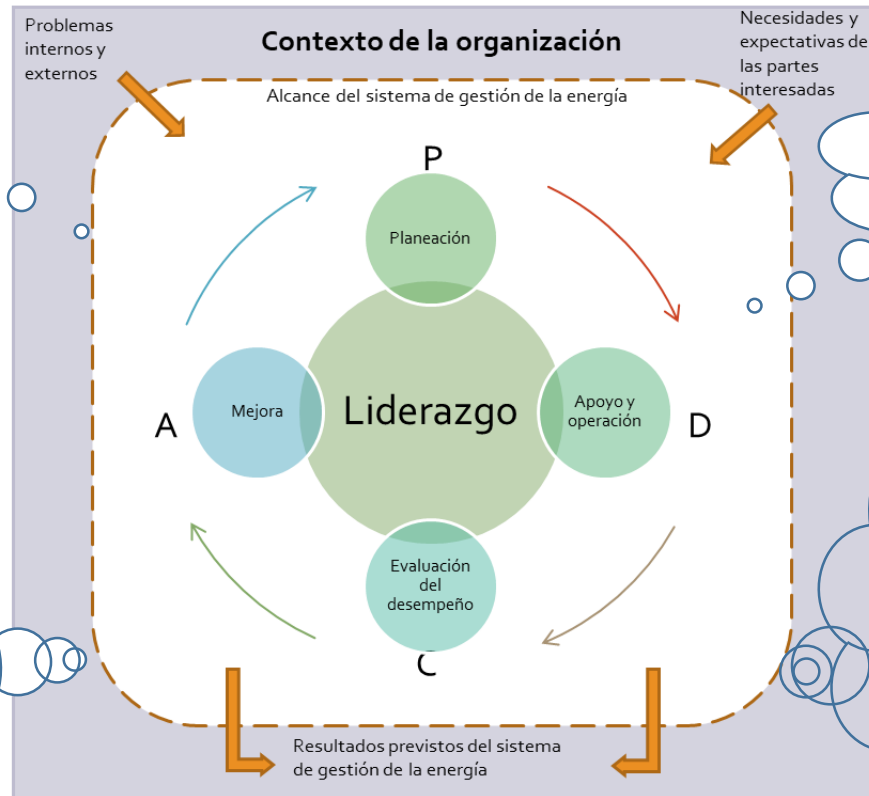 Problemas
internos y
externos
Contexto de la organización
Necesidades y
expectativas de
las partes
interesadas
Alcance del sistema de gestión de la energía
P
Planeación
A
Mejora
Liderazgo
Apoyo y
operación
D
Evaluación
del
desempeño
C
Resultados previstos del sistema
de gestión de la energía